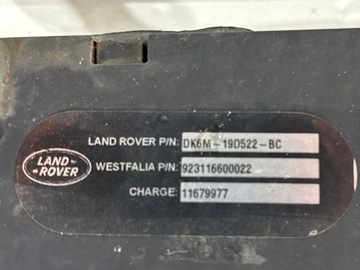 LAND ROVER P/N: DK6M-19D522-BC
LAND-
-ROVER
WESTFALIA P/N: 923116600022
CHARGE: 11679977